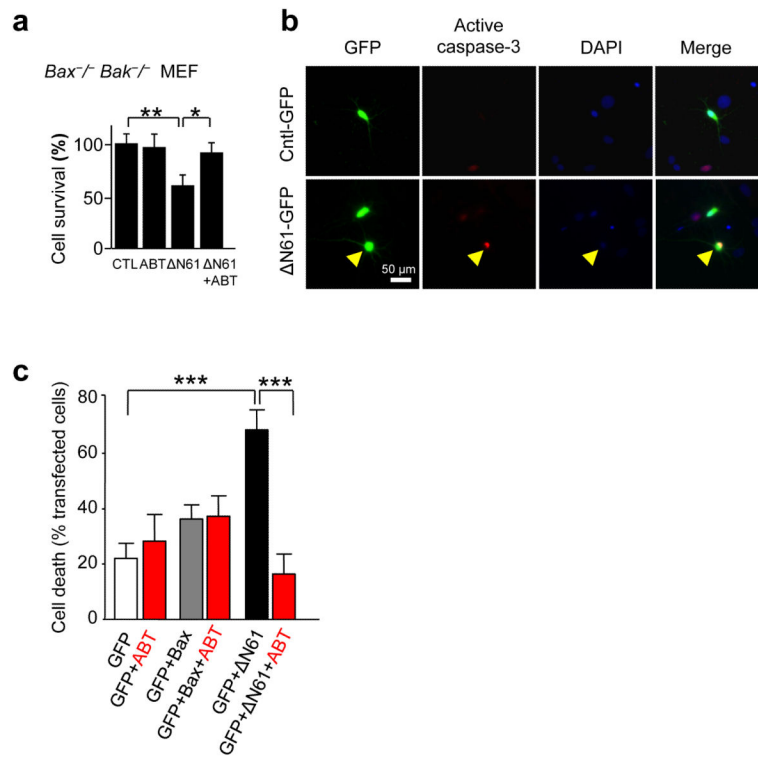 a
Bax⁻/⁻ Bak⁻/⁻ MEF
Cell survival (%)
** *
100
50
0
CTL ABT ΔN61 ΔN61
+ABT
b
GFP
Active
caspase-3
DAPI
Merge
Cntl-GFP
ΔN61-GFP
50 µm
c
Cell death (% transfected cells)
*** ***
80
60
40
20
0
GFP
GFP+ABT
GFP+Bax
GFP+Bax+ABT
GFP+ΔN61
GFP+ΔN61+ABT